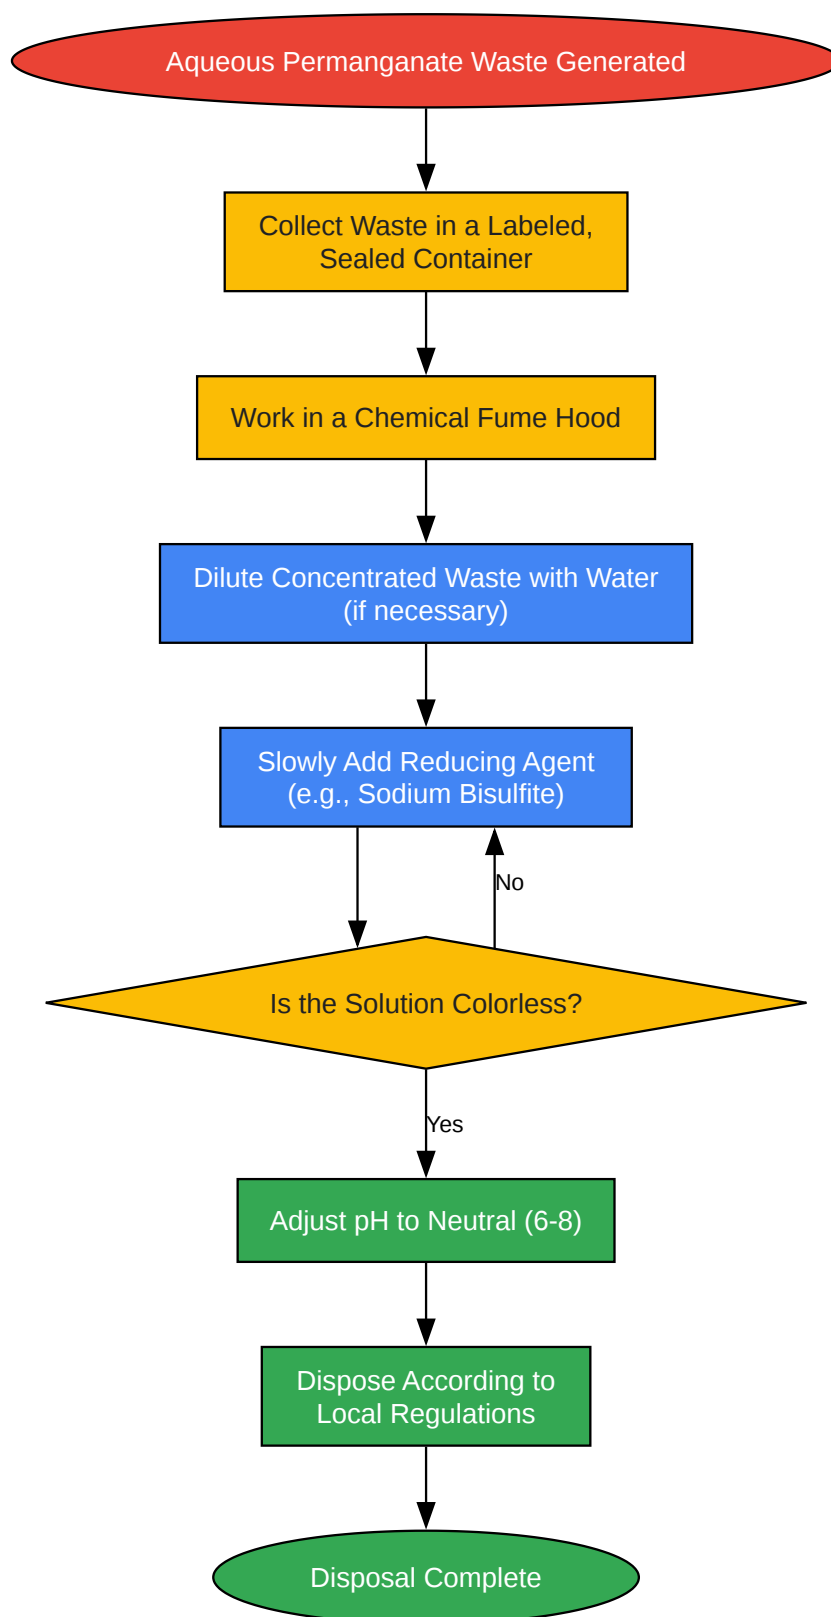 Aqueous Permanganate Waste Generated
Collect Waste in a Labeled,
Sealed Container
Work in a Chemical Fume Hood
Dilute Concentrated Waste with Water
(if necessary)
Slowly Add Reducing Agent
(e.g., Sodium Bisulfite)
No
Is the Solution Colorless?
Yes
Adjust pH to Neutral (6-8)
Dispose According to
Local Regulations
Disposal Complete